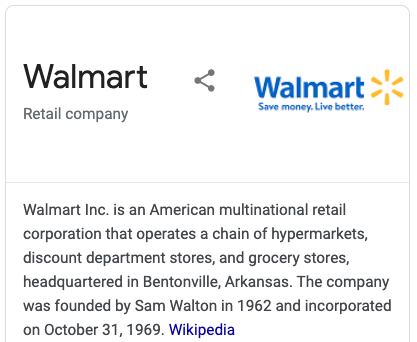 Walmart
Retail company
Walmart
Save money. Live better.
Walmart Inc. is an American multinational retail
corporation that operates a chain of hypermarkets,
discount department stores, and grocery stores,
headquartered in Bentonville, Arkansas. The company
was founded by Sam Walton in 1962 and incorporated
on October 31, 1969. Wikipedia